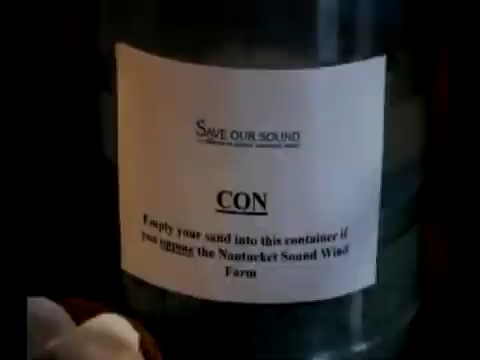 SAVE OUR SOUND
CON
Empty your sand into this container if
you oppose the Nantucket Sound Wind
Farm